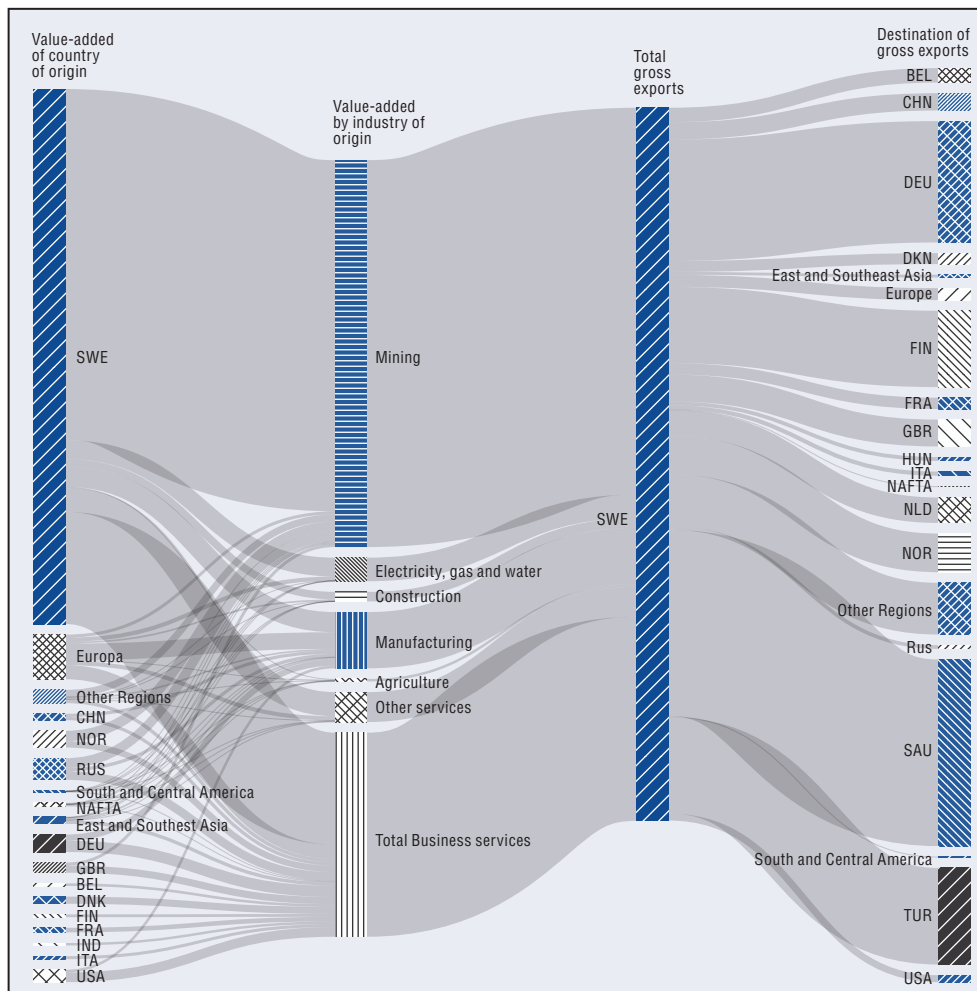 Value-added
of country
of origin
SWE
Europa
Other Regions
CHN
NOR
RUS
South and Central America
NAFTA
East and Southest Asia
DEU
GBR
BEL
DNK
FIN
FRA
IND
ITA
USA
Value-added
by industry of
origin
Mining
Electricity, gas and water
Construction
Manufacturing
Agriculture
Other services
Total Business services
Total
gross
exports
SWE
Destination of
gross exports
BEL
CHN
DEU
DKN
East and Southeast Asia
Europe
FIN
FRA
GBR
HUN
ITA
NAFTA
NLD
NOR
Other Regions
Rus
SAU
South and Central America
TUR
USA